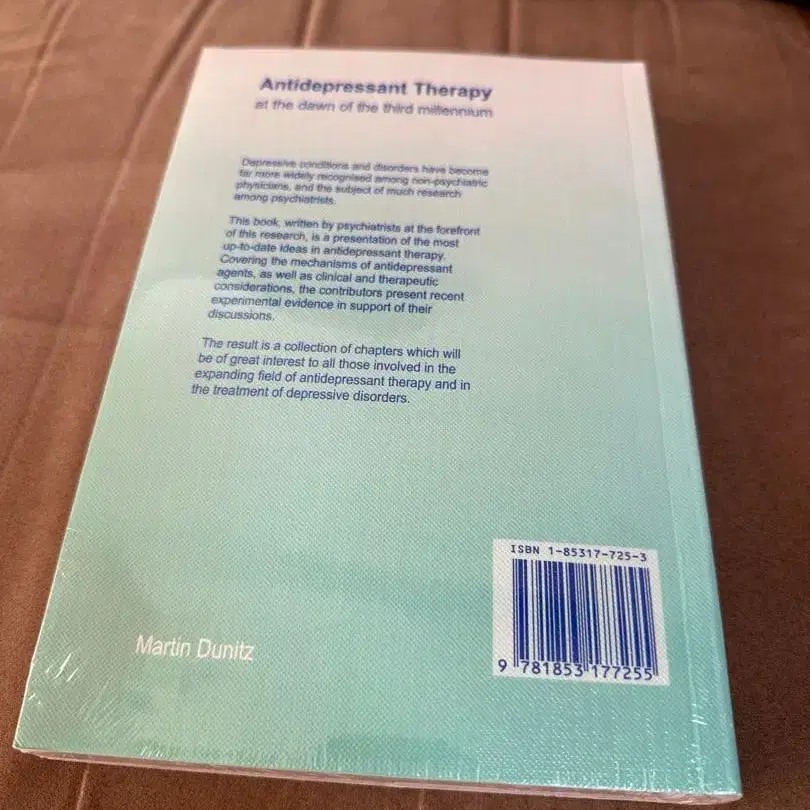 Antidepressant Therapy
at the dawn of the third millennium
Depressive conditions and disorders have become
far more widely recognised among non-psychiatric
physicians, and the subject of much research
among psychiatrists.
This book, written by psychiatrists at the forefront
of this research, is a presentation of the most
up-to-date ideas in antidepressant therapy.
Covering the mechanisms of antidepressant
agents, as well as clinical and therapeutic
considerations, the contributors present recent
experimental evidence in support of their
discussions.
The result is a collection of chapters which will
be of great interest to all those involved in the
expanding field of antidepressant therapy and in
the treatment of depressive disorders.
ISBN 1-85317-725-3
9 781853 177255
Martin Dunitz